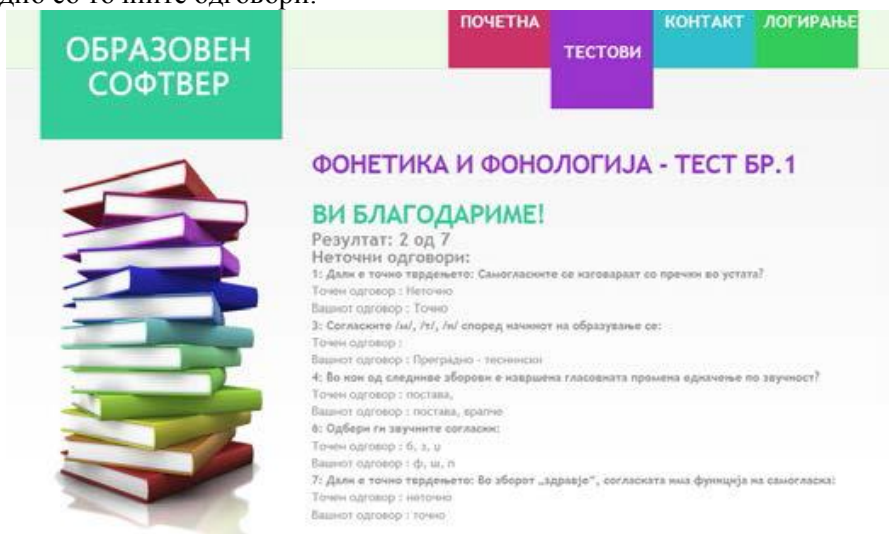 дно со точните одговори.
ОБРАЗОВЕН
СОФТВЕР
ПОЧЕТНА
ТЕСТОВИ
КОНТАКТ
ЛОГИРАЊЕ
ФОНЕТИКА И ФОНОЛОГИЈА - ТЕСТ БР.1
ВИ БЛАГОДАРИМЕ!
Резултат: 2 од 7
Неточни одговори:
1: Дали е точно тврдењето: Самогласките се изговараат со пречки во устата?
Точен одговор : Неточно
Вашиот одговор : Точно
3: Согласките /м/, /т/, /н/ според начинот на образување се:
Точен одговор :
Вашиот одговор : Преградно - теснински
4: Во кои од следниве зборови е извршена гласовната промена едначење по звучност?
Точен одговор : постава,
Вашиот одговор : постава, врапче
6: Одбери ги звучните согласки:
Точен одговор : б, з, џ
Вашиот одговор : ф, ш, п
7: Дали е точно тврдењето: Во зборот „здравје“, согласката има функција на самогласка:
Точен одговор : неточно
Вашиот одговор : точно